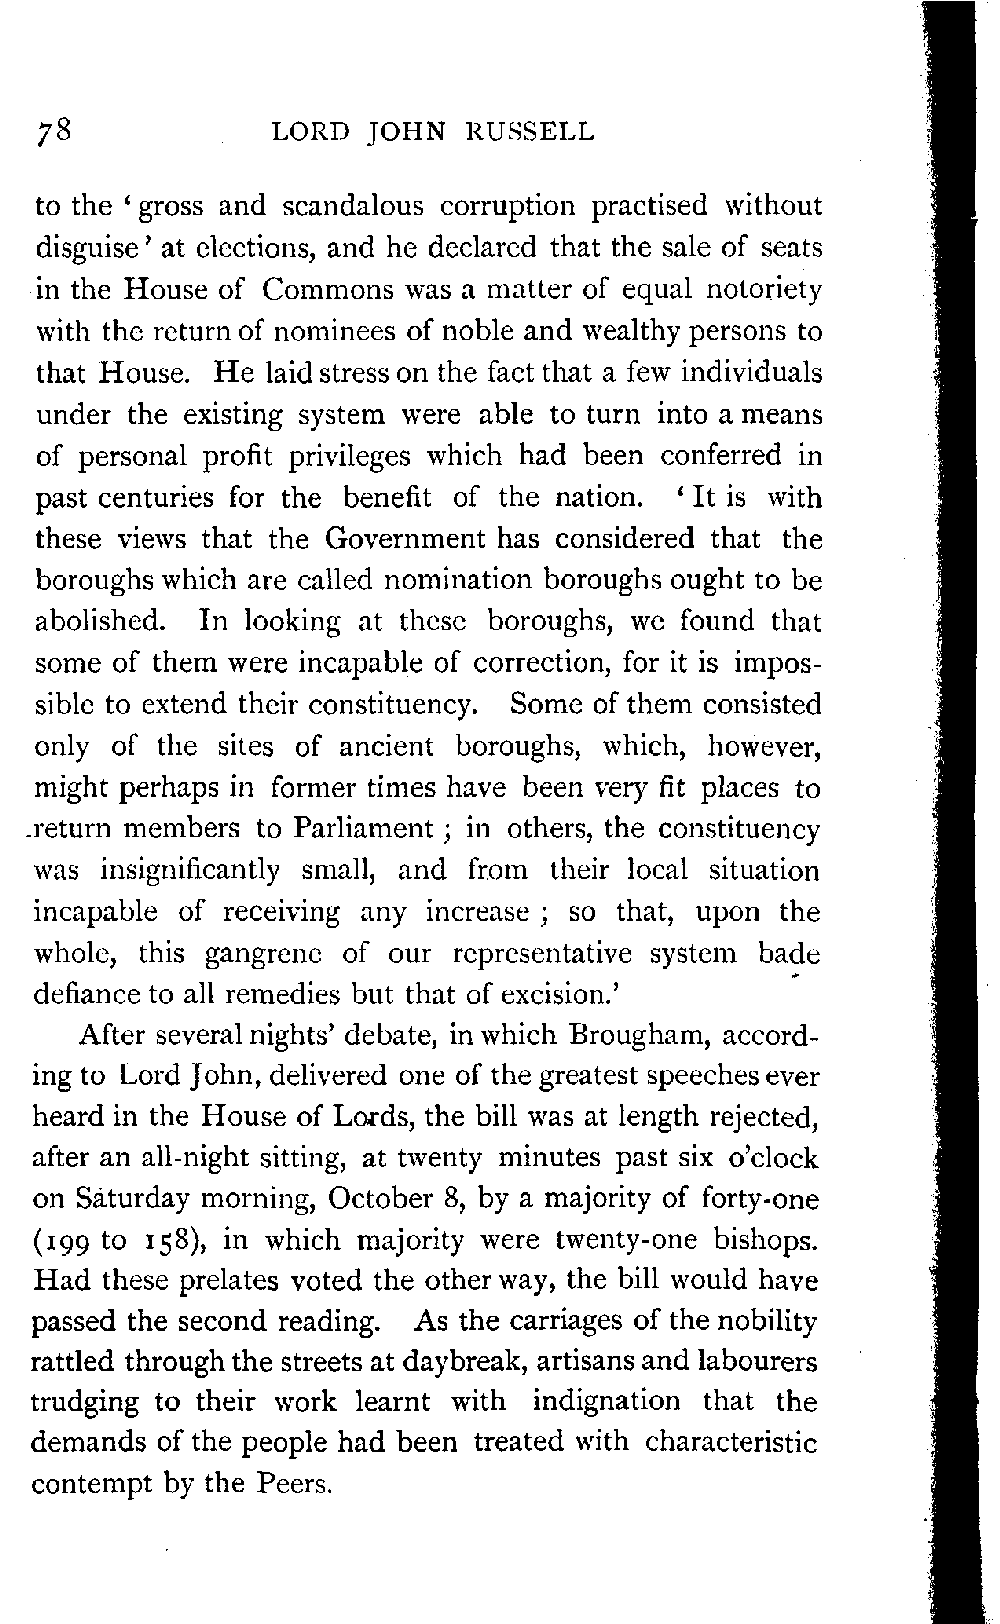 78 LORD JOHN RUSSELL
to the ‘ gross and scandalous corruption practised without
disguise ’ at elections, and he declared that the sale of seats
in the House of Commons was a matter of equal notoriety
with the return of nominees of noble and wealthy persons to
that House. He laid stress on the fact that a few individuals
under the existing system were able to turn into a means
of personal profit privileges which had been conferred in
past centuries for the benefit of the nation. ‘ It is with
these views that the Government has considered that the
boroughs which are called nomination boroughs ought to be
abolished. In looking at these boroughs, we found that
some of them were incapable of correction, for it is impos-
sible to extend their constituency. Some of them consisted
only of the sites of ancient boroughs, which, however,
might perhaps in former times have been very fit places to
return members to Parliament ; in others, the constituency
was insignificantly small, and from their local situation
incapable of receiving any increase ; so that, upon the
whole, this gangrene of our representative system bade
defiance to all remedies but that of excision.’
After several nights’ debate, in which Brougham, accord-
ing to Lord John, delivered one of the greatest speeches ever
heard in the House of Lords, the bill was at length rejected,
after an all-night sitting, at twenty minutes past six o’clock
on Saturday morning, October 8, by a majority of forty-one
(199 to 158), in which majority were twenty-one bishops.
Had these prelates voted the other way, the bill would have
passed the second reading. As the carriages of the nobility
rattled through the streets at daybreak, artisans and labourers
trudging to their work learnt with indignation that the
demands of the people had been treated with characteristic
contempt by the Peers.